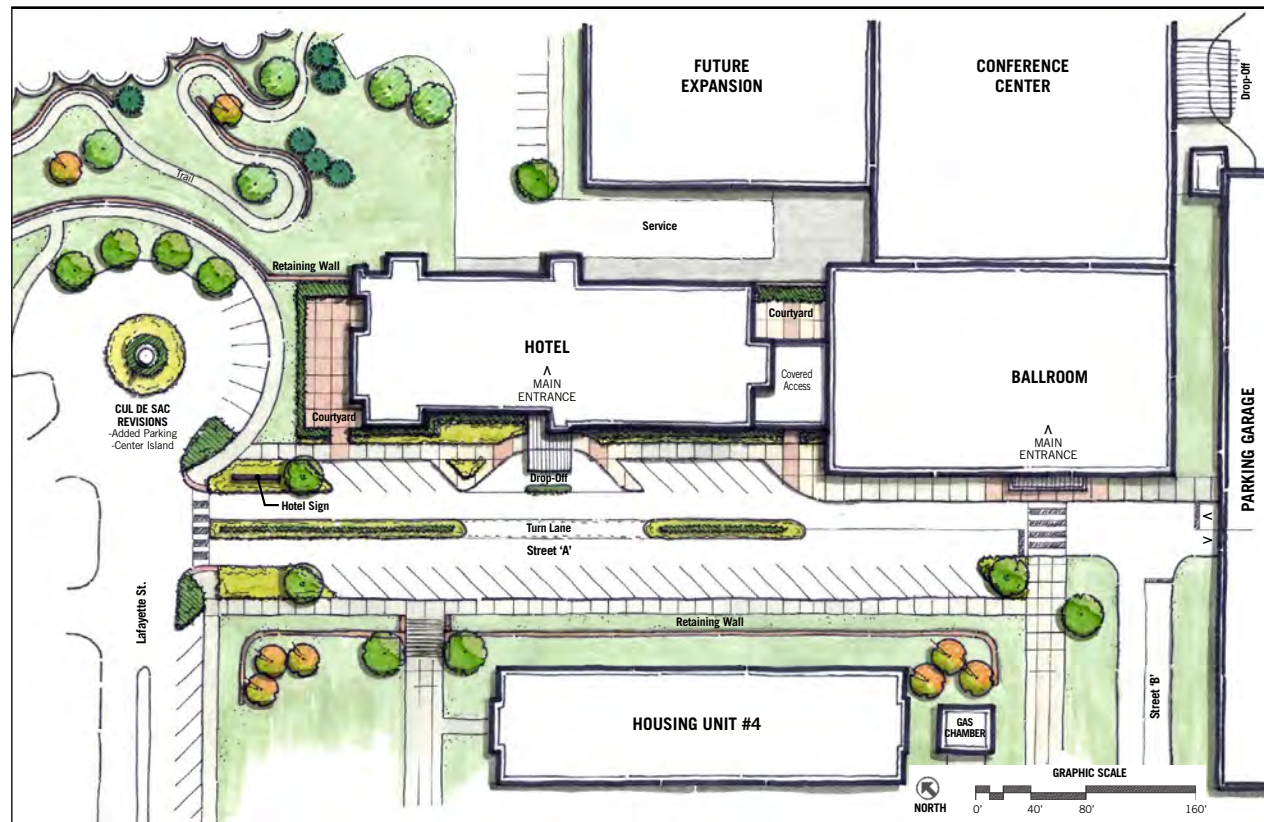 FUTURE
EXPANSION
CONFERENCE
CENTER
Drop-Off
Trail
Service
Retaining Wall
Courtyard
HOTEL
^
MAIN
ENTRANCE
Covered
Access
BALLROOM
^
MAIN
ENTRANCE
CUL DE SAC
REVISIONS
-Added Parking
-Center Island
Courtyard
Drop-Off
Hotel Sign
Turn Lane
Street 'A'
PARKING GARAGE
<
<
Lafayette St.
Retaining Wall
HOUSING UNIT #4
GAS
CHAMBER
Street 'B'
NORTH
GRAPHIC SCALE
0' 40' 80' 160'